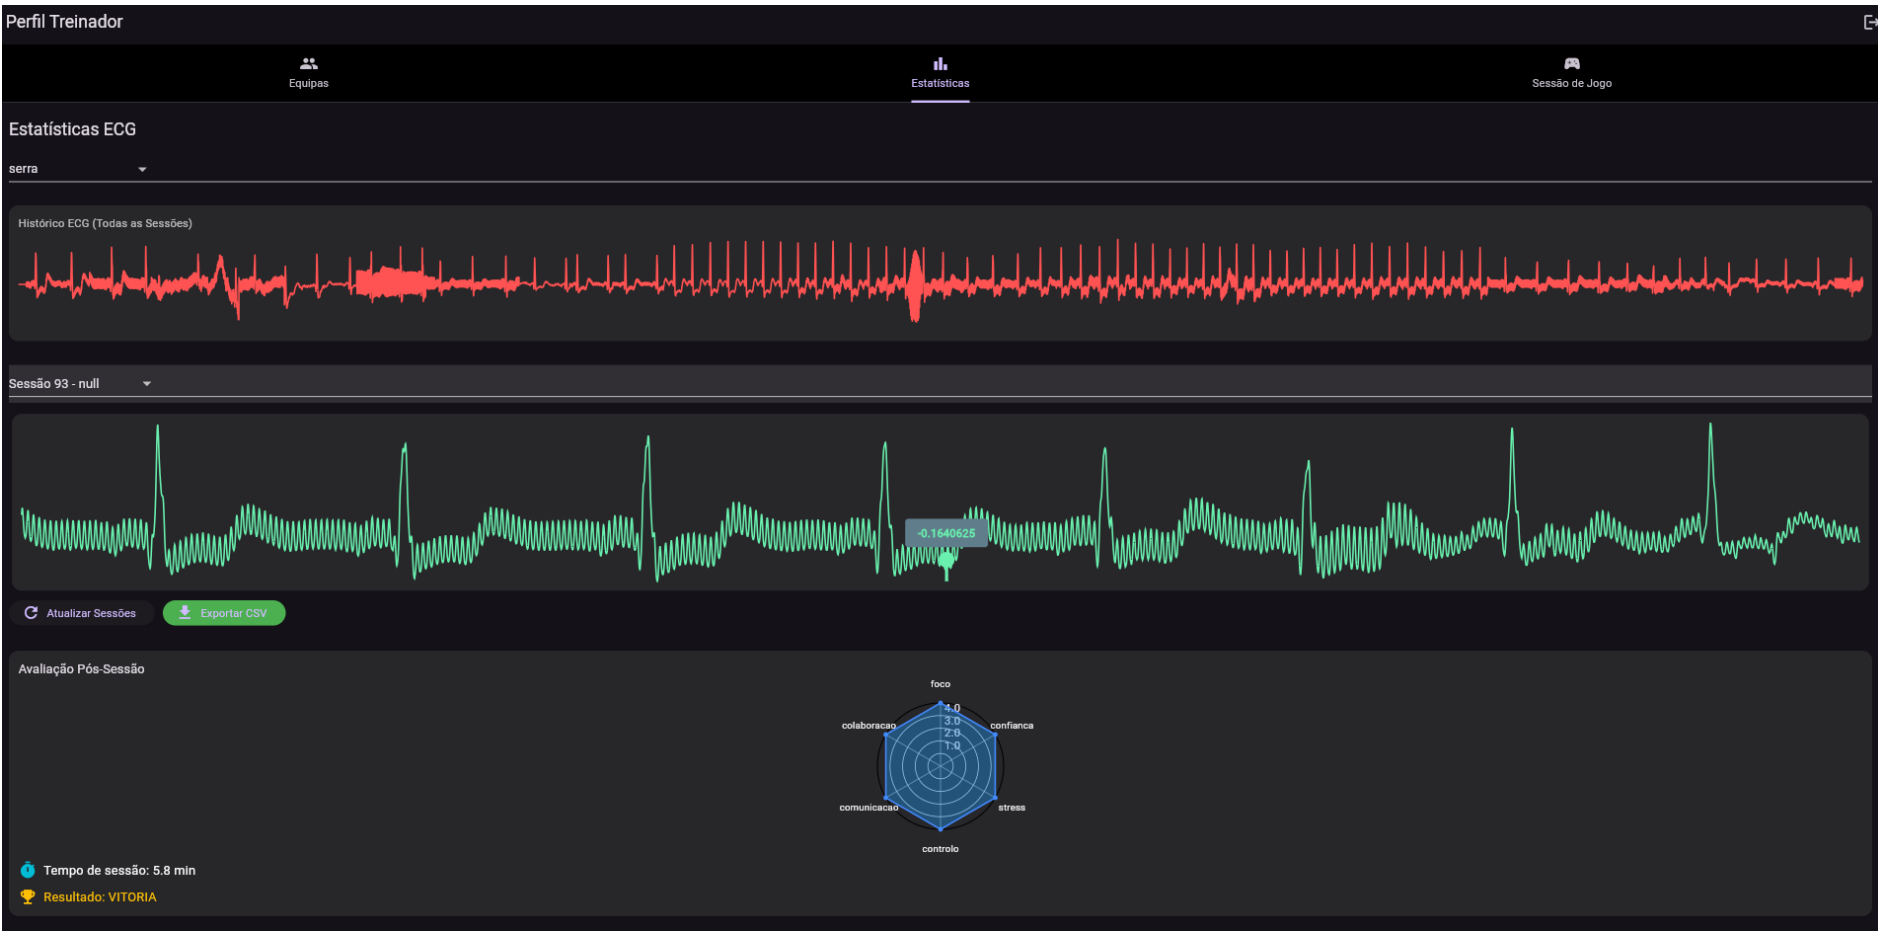 Perfil Treinador
Equipas
Estatísticas
Sessão de Jogo
Estatísticas ECG
serra
Histórico ECG (Todas as Sessões)
Sessão 93 - null
-0.1640625
Atualizar Sessões
Exportar CSV
Avaliação Pós-Sessão
foco
4.0
colaboracao
3.0
confianca
2.0
1.0
comunicacao
stress
controlo
Tempo de sessão: 5.8 min
Resultado: VITORIA